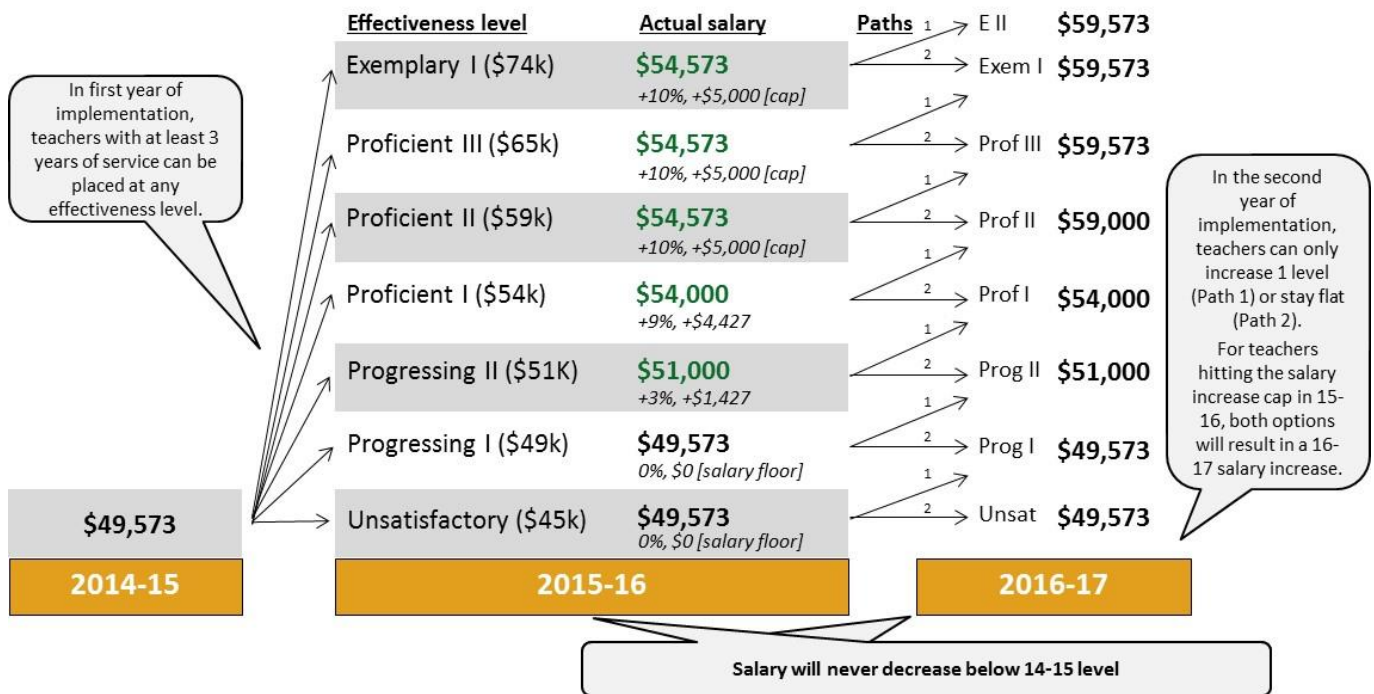 Effectiveness level Actual salary Paths
In first year of
implementation,
teachers with at least 3
years of service can be
placed at any
effectiveness level.
Exemplary I ($74k) $54,573
+10%, +$5,000 [cap]
Proficient III ($65k) $54,573
+10%, +$5,000 [cap]
Proficient II ($59k) $54,573
+10%, +$5,000 [cap]
Proficient I ($54k) $54,000
+9%, +$4,427
Progressing II ($51K) $51,000
+3%, +$1,427
Progressing I ($49k) $49,573
0%, $0 [salary floor]
Unsatisfactory ($45k) $49,573
0%, $0 [salary floor]
1
2
1
2
1
2
1
2
1
2
1
2
1
2
E II $59,573
Exem I $59,573
Prof III $59,573
Prof II $59,000
Prof I $54,000
Prog II $51,000
Prog I $49,573
Unsat $49,573
In the second
year of
implementation,
teachers can only
increase 1 level
(Path 1) or stay flat
(Path 2).
For teachers
hitting the salary
increase cap in 15-
16, both options
will result in a 16-
17 salary increase.
$49,573
2014-15
2015-16
2016-17
Salary will never decrease below 14-15 level